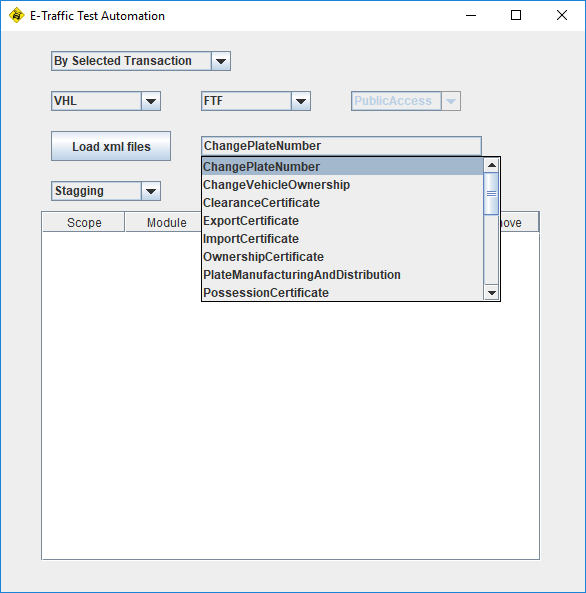 E-Traffic Test Automation
By Selected Transaction
VHL
FTF
PublicAccess
Load xml files
ChangePlateNumber
ChangePlateNumber
ChangeVehicleOwnership
ClearanceCertificate
ExportCertificate
ImportCertificate
OwnershipCertificate
PlateManufacturingAndDistribution
PossessionCertificate
Stagging
Scope
Module